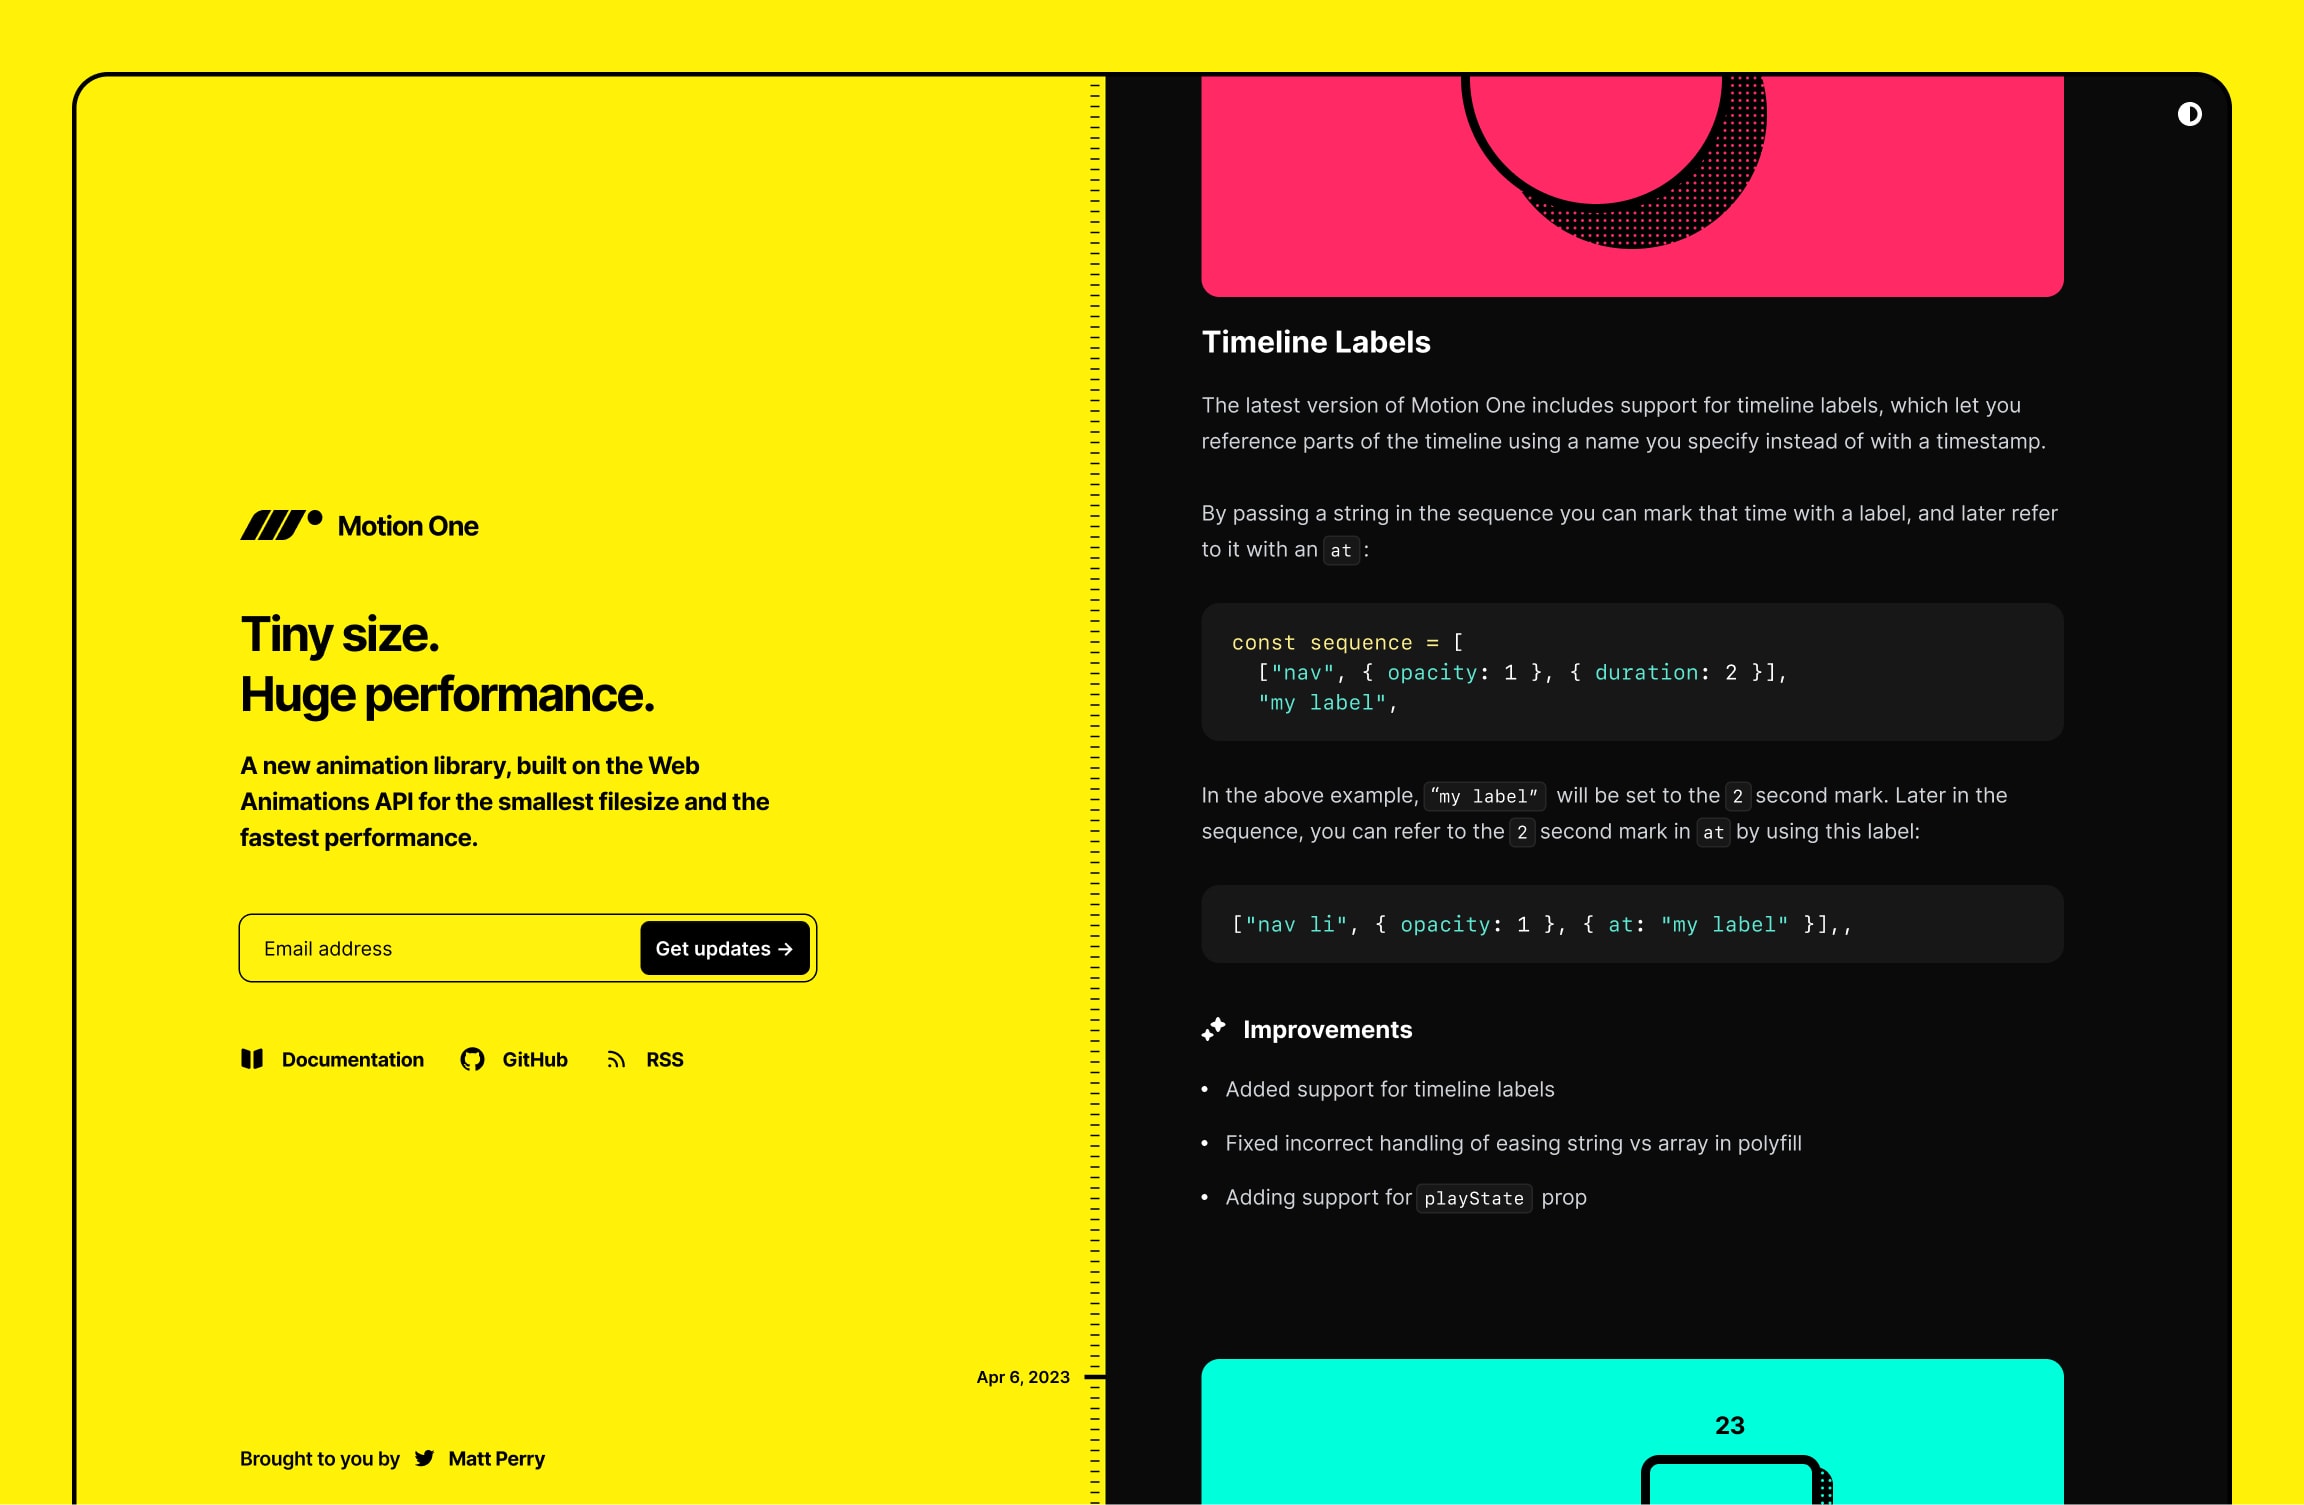 Motion One
Tiny size.
Huge performance.
A new animation library, built on the Web
Animations API for the smallest filesize and the
fastest performance.
Email address
Get updates →
Documentation
GitHub
RSS
Apr 6, 2023
Brought to you by Matt Perry
Timeline Labels
The latest version of Motion One includes support for timeline labels, which let you
reference parts of the timeline using a name you specify instead of with a timestamp.
By passing a string in the sequence you can mark that time with a label, and later refer
to it with an at :
const sequence = [
  ["nav", { opacity: 1 }, { duration: 2 }],
  "my label",
In the above example, “my label” will be set to the 2 second mark. Later in the
sequence, you can refer to the 2 second mark in at by using this label:
["nav li", { opacity: 1 }, { at: "my label" }],,
Improvements
• Added support for timeline labels
• Fixed incorrect handling of easing string vs array in polyfill
• Adding support for playState prop
23